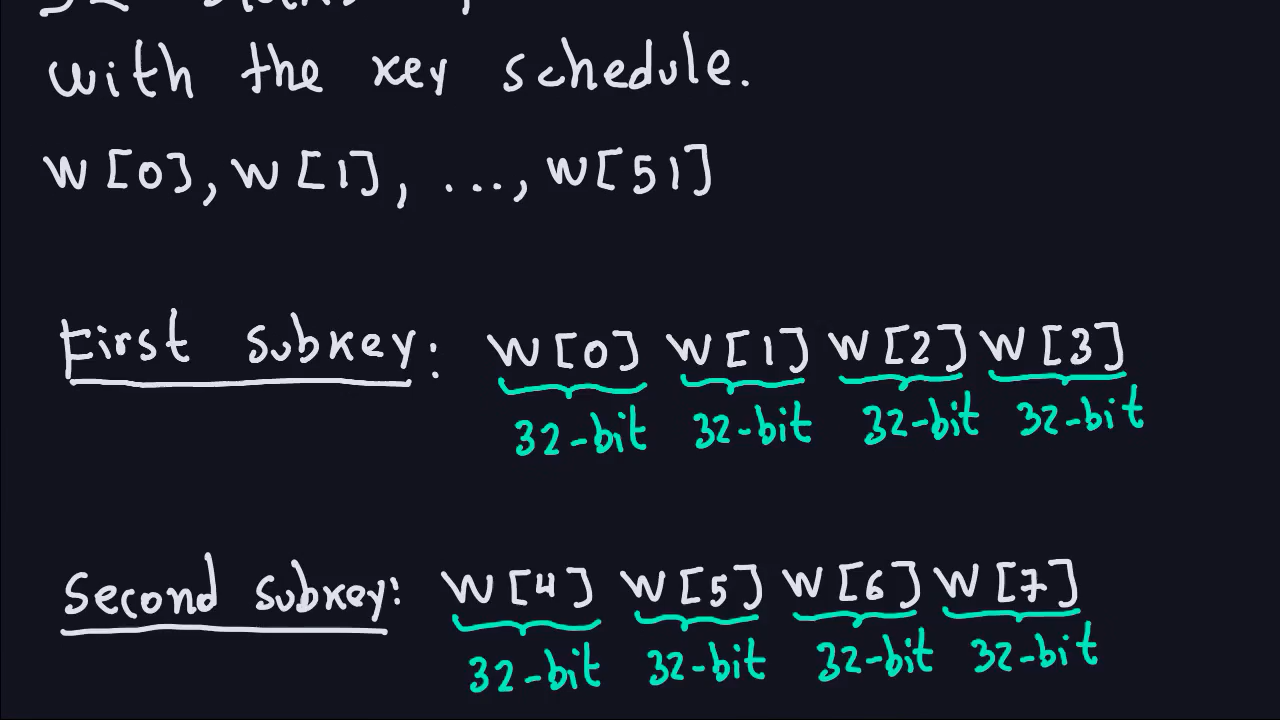 with the key schedule.
W[0], W[1], ..., W[51]
First subkey: W[0] W[1] W[2] W[3]
32-bit 32-bit 32-bit 32-bit
Second subkey: W[4] W[5] W[6] W[7]
32-bit 32-bit 32-bit 32-bit